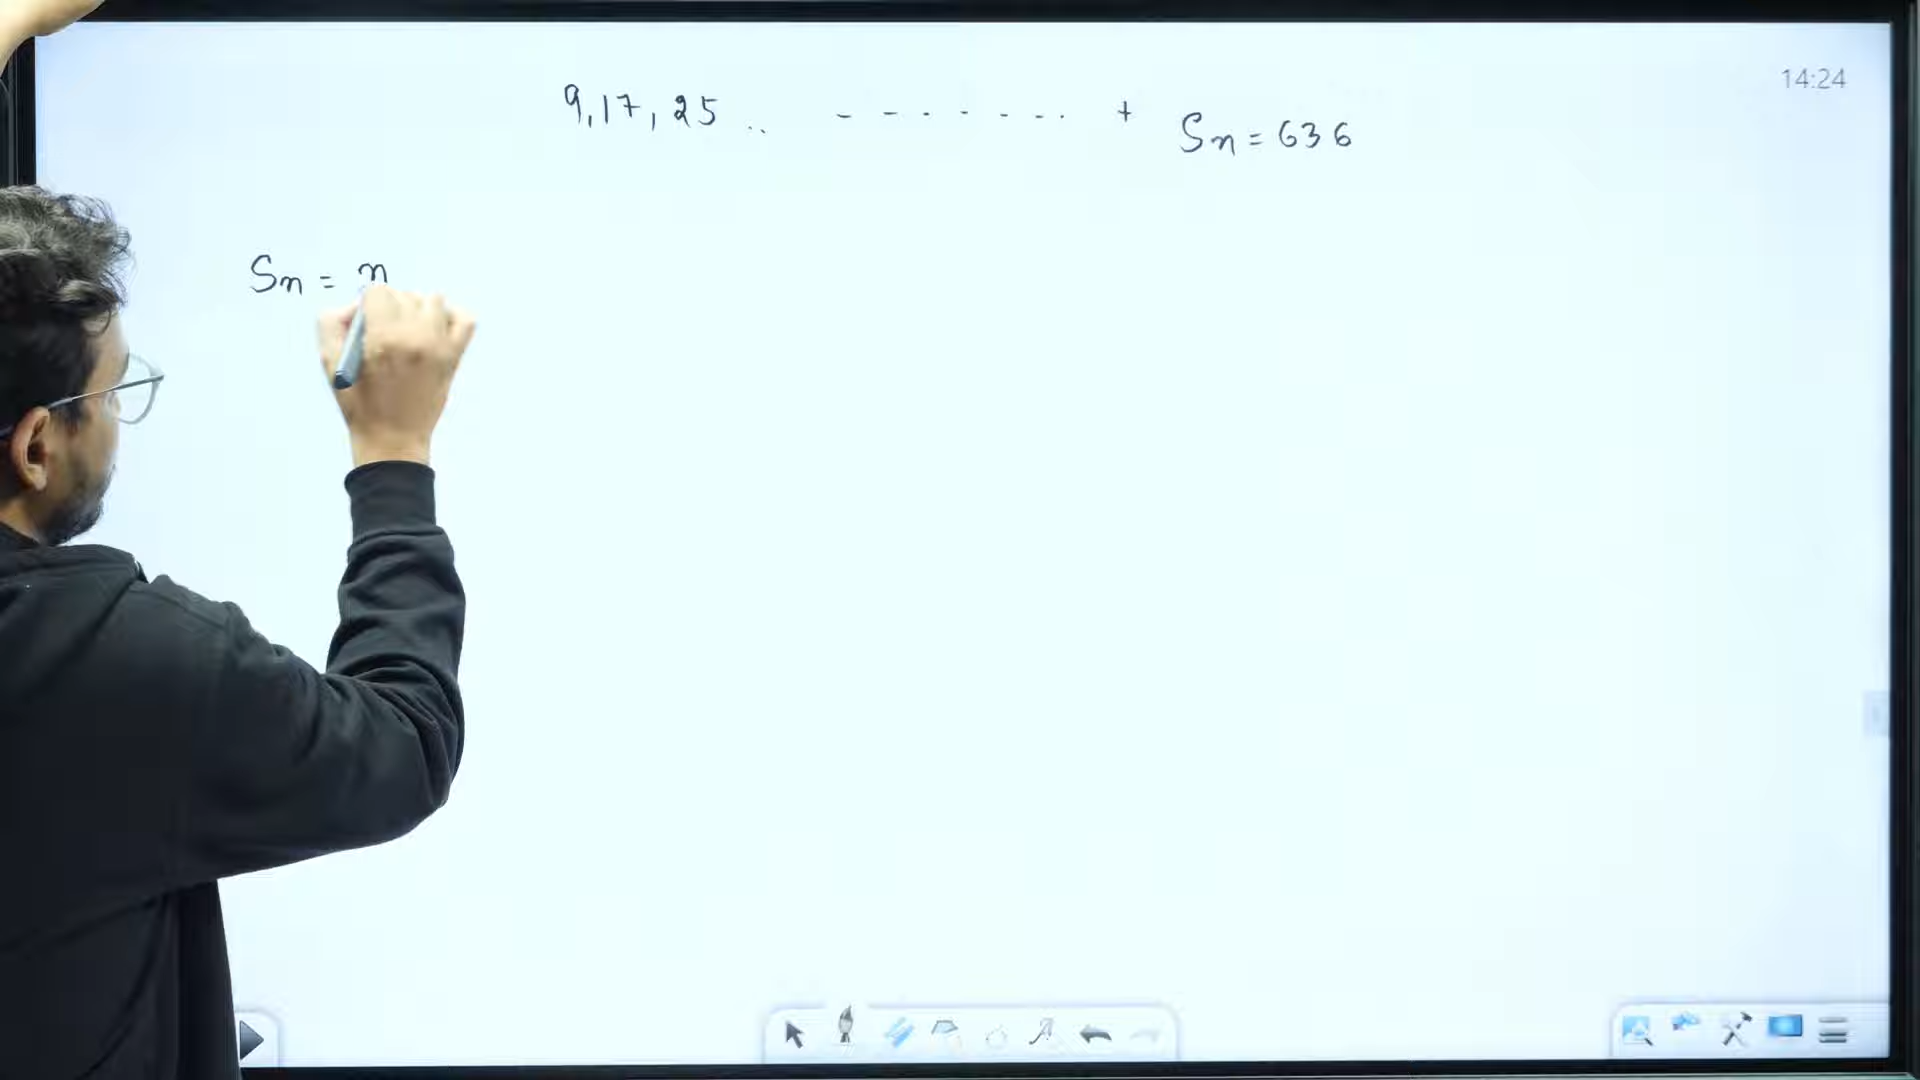 14:24
9, 17, 25 .. - - - - - - .. + Sn = 636
Sn = n